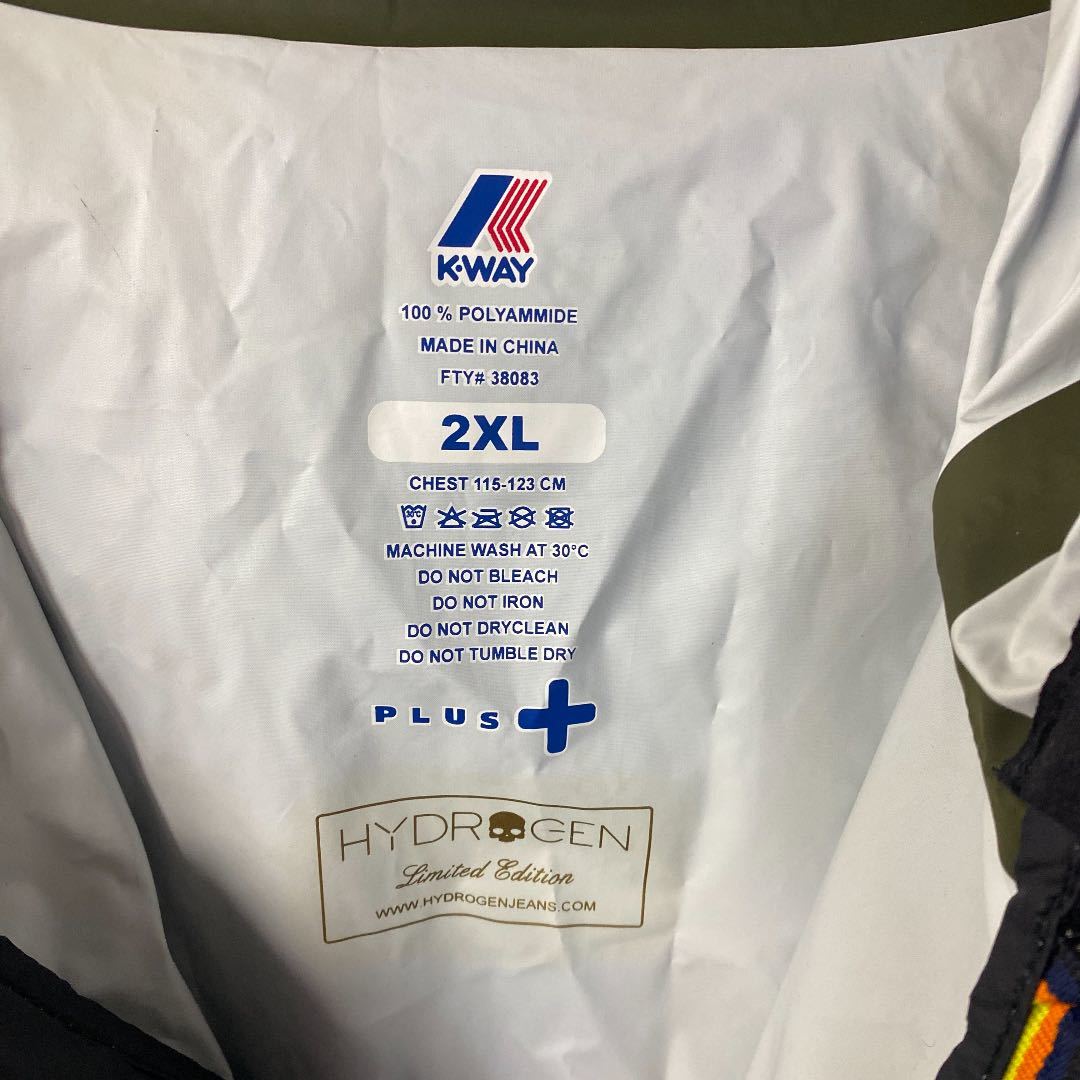 K·WAY
100 % POLYAMMIDE
MADE IN CHINA
FTY# 38083
2XL
CHEST 115-123 CM
30°C
MACHINE WASH AT 30°C
DO NOT BLEACH
DO NOT IRON
DO NOT DRYCLEAN
DO NOT TUMBLE DRY
PLUS +
HYDROGEN
Limited Edition
WWW.HYDROGENJEANS.COM